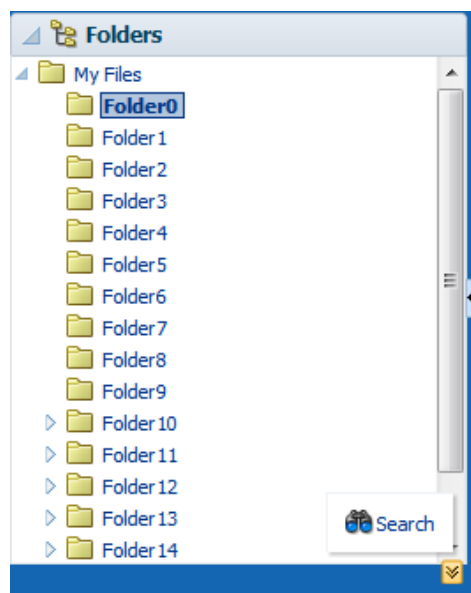 Folders
My Files
Folder0
Folder1
Folder2
Folder3
Folder4
Folder5
Folder6
Folder7
Folder8
Folder9
Folder10
Folder11
Folder12
Folder13
Search
Folder14